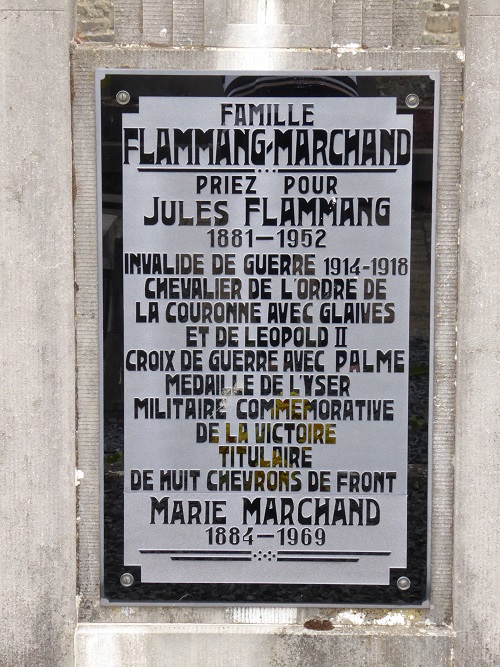 FAMILLE
FLAMMANG-MARCHAND
PRIEZ POUR
JULES FLAMMANG
1881-1952
INVALIDE DE GUERRE 1914-1918
CHEVALIER DE L'ORDRE DE
LA COURONNE AVEC GLAIVES
ET DE LEOPOLD II
CROIX DE GUERRE AVEC PALME
MEDAILLE DE L'YSER
MILITAIRE COMMEMORATIVE
DE LA VICTOIRE
TITULAIRE
DE HUIT CHEVRONS DE FRONT
MARIE MARCHAND
1884-1969